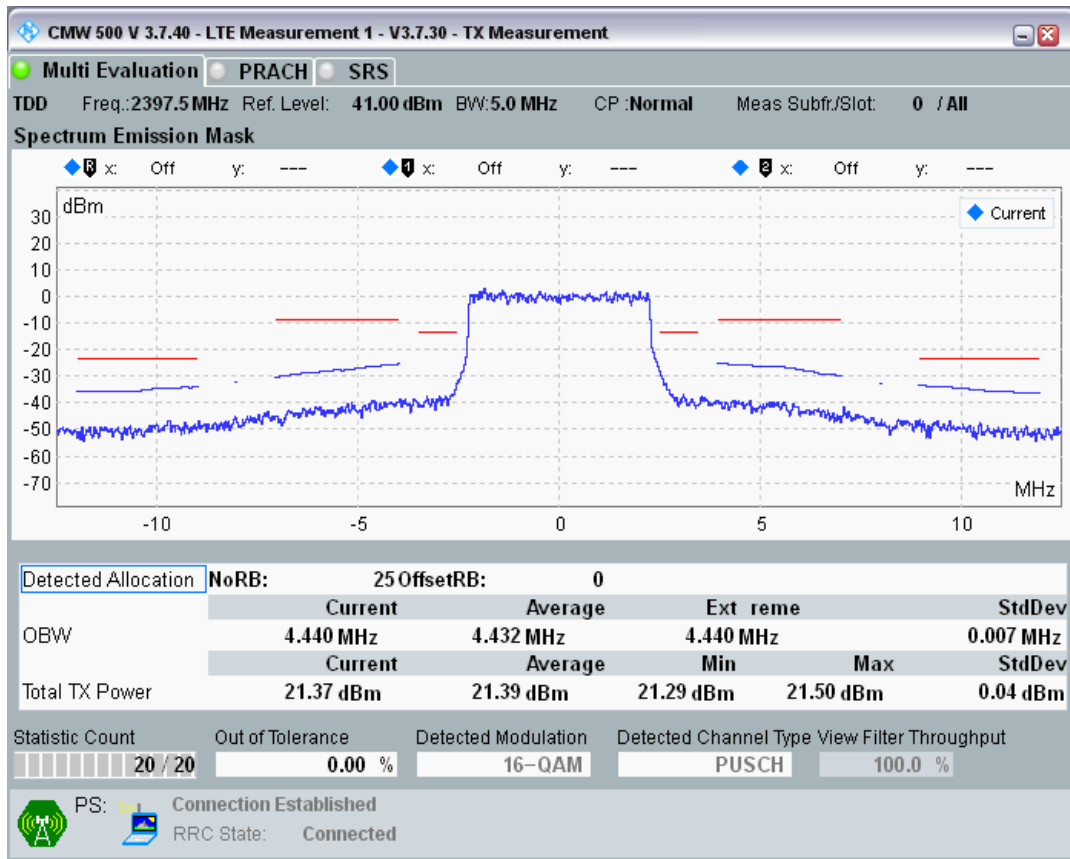 CMW 500 V 3.7.40 - LTE Measurement 1 - V3.7.30 - TX Measurement
Multi Evaluation PRACH SRS
TDD Freq.:2397.5 MHz Ref. Level: 41.00 dBm BW:5.0 MHz CP :Normal Meas Subfr./Slot: 0 / All
Spectrum Emission Mask
R x: Off y: --- 1 x: Off y: --- 2 x: Off y: ---
dBm
Current
30
20
10
0
-10
-20
-30
-40
-50
-60
-70
MHz
-10 -5 0 5 10
Detected Allocation NoRB: 25 OffsetRB: 0
Current Average Ext reme StdDev
OBW 4.440 MHz 4.432 MHz 4.440 MHz 0.007 MHz
Current Average Min Max StdDev
Total TX Power 21.37 dBm 21.39 dBm 21.29 dBm 21.50 dBm 0.04 dBm
Statistic Count Out of Tolerance Detected Modulation Detected Channel Type View Filter Throughput
20 / 20 0.00 % 16-QAM PUSCH 100.0 %
PS: Connection Established
RRC State: Connected